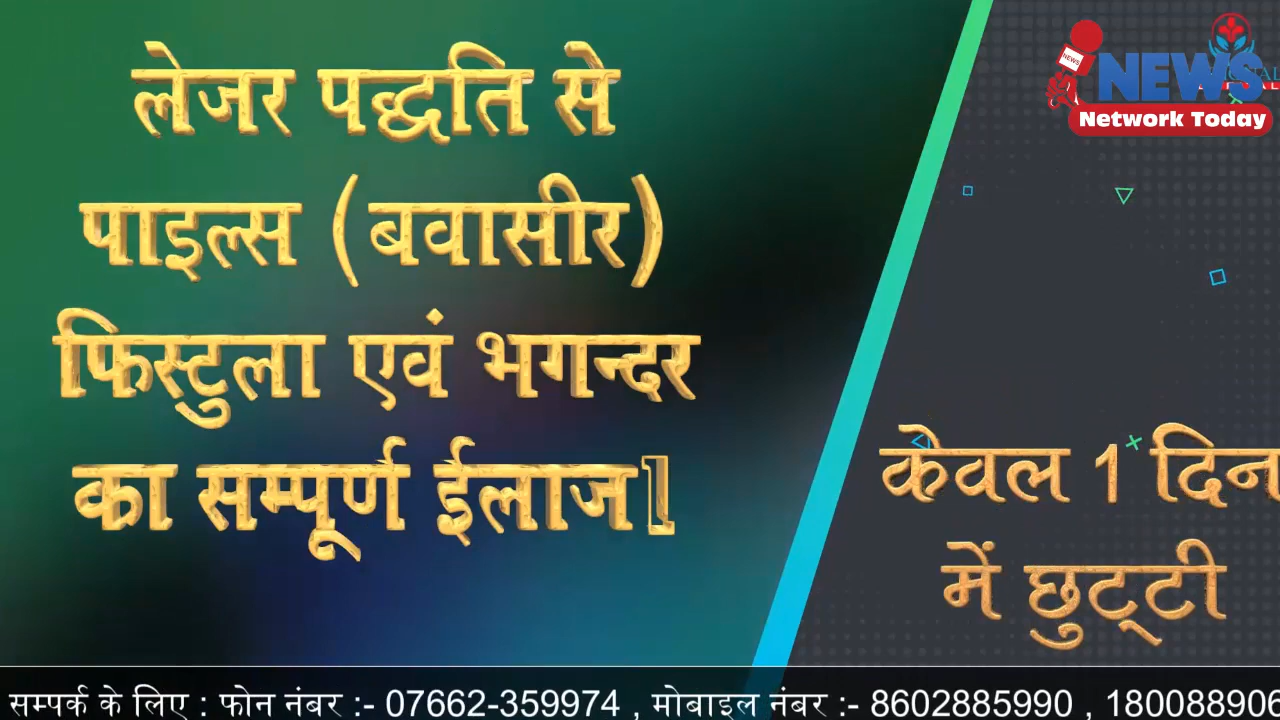 लेजर पद्धति से
पाइल्स (बवासीर)
फिस्टुला एवं भगन्दर
का सम्पूर्ण ईलाज
NEWS
NEWS
Network Today
केवल 1 दिन
में छुट्टी
सम्पर्क के लिए : फोन नंबर :- 07662-359974 , मोबाइल नंबर :- 8602885990 , 180088906